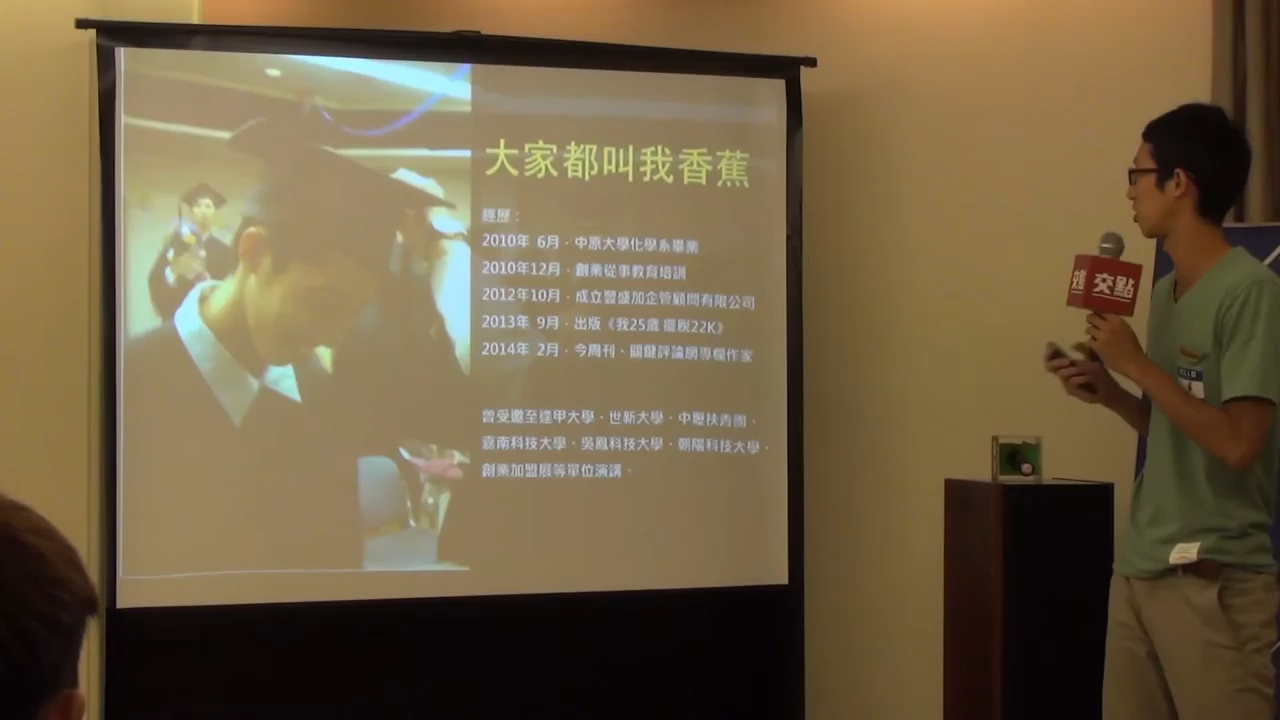 大家都叫我香蕉
經歷：
2010年 6月．中原大學化學系畢業
2010年12月．創業從事教育培訓
2012年10月．成立豐盛加企管顧問有限公司
2013年 9月．出版《我25歲 擺脫22K》
2014年 2月．今周刊、關鍵評論網專欄作家
曾受邀至逢甲大學、世新大學、中壢扶青團、
嘉南科技大學、吳鳳科技大學、朝陽科技大學、
創業加盟展等單位演講。
交點